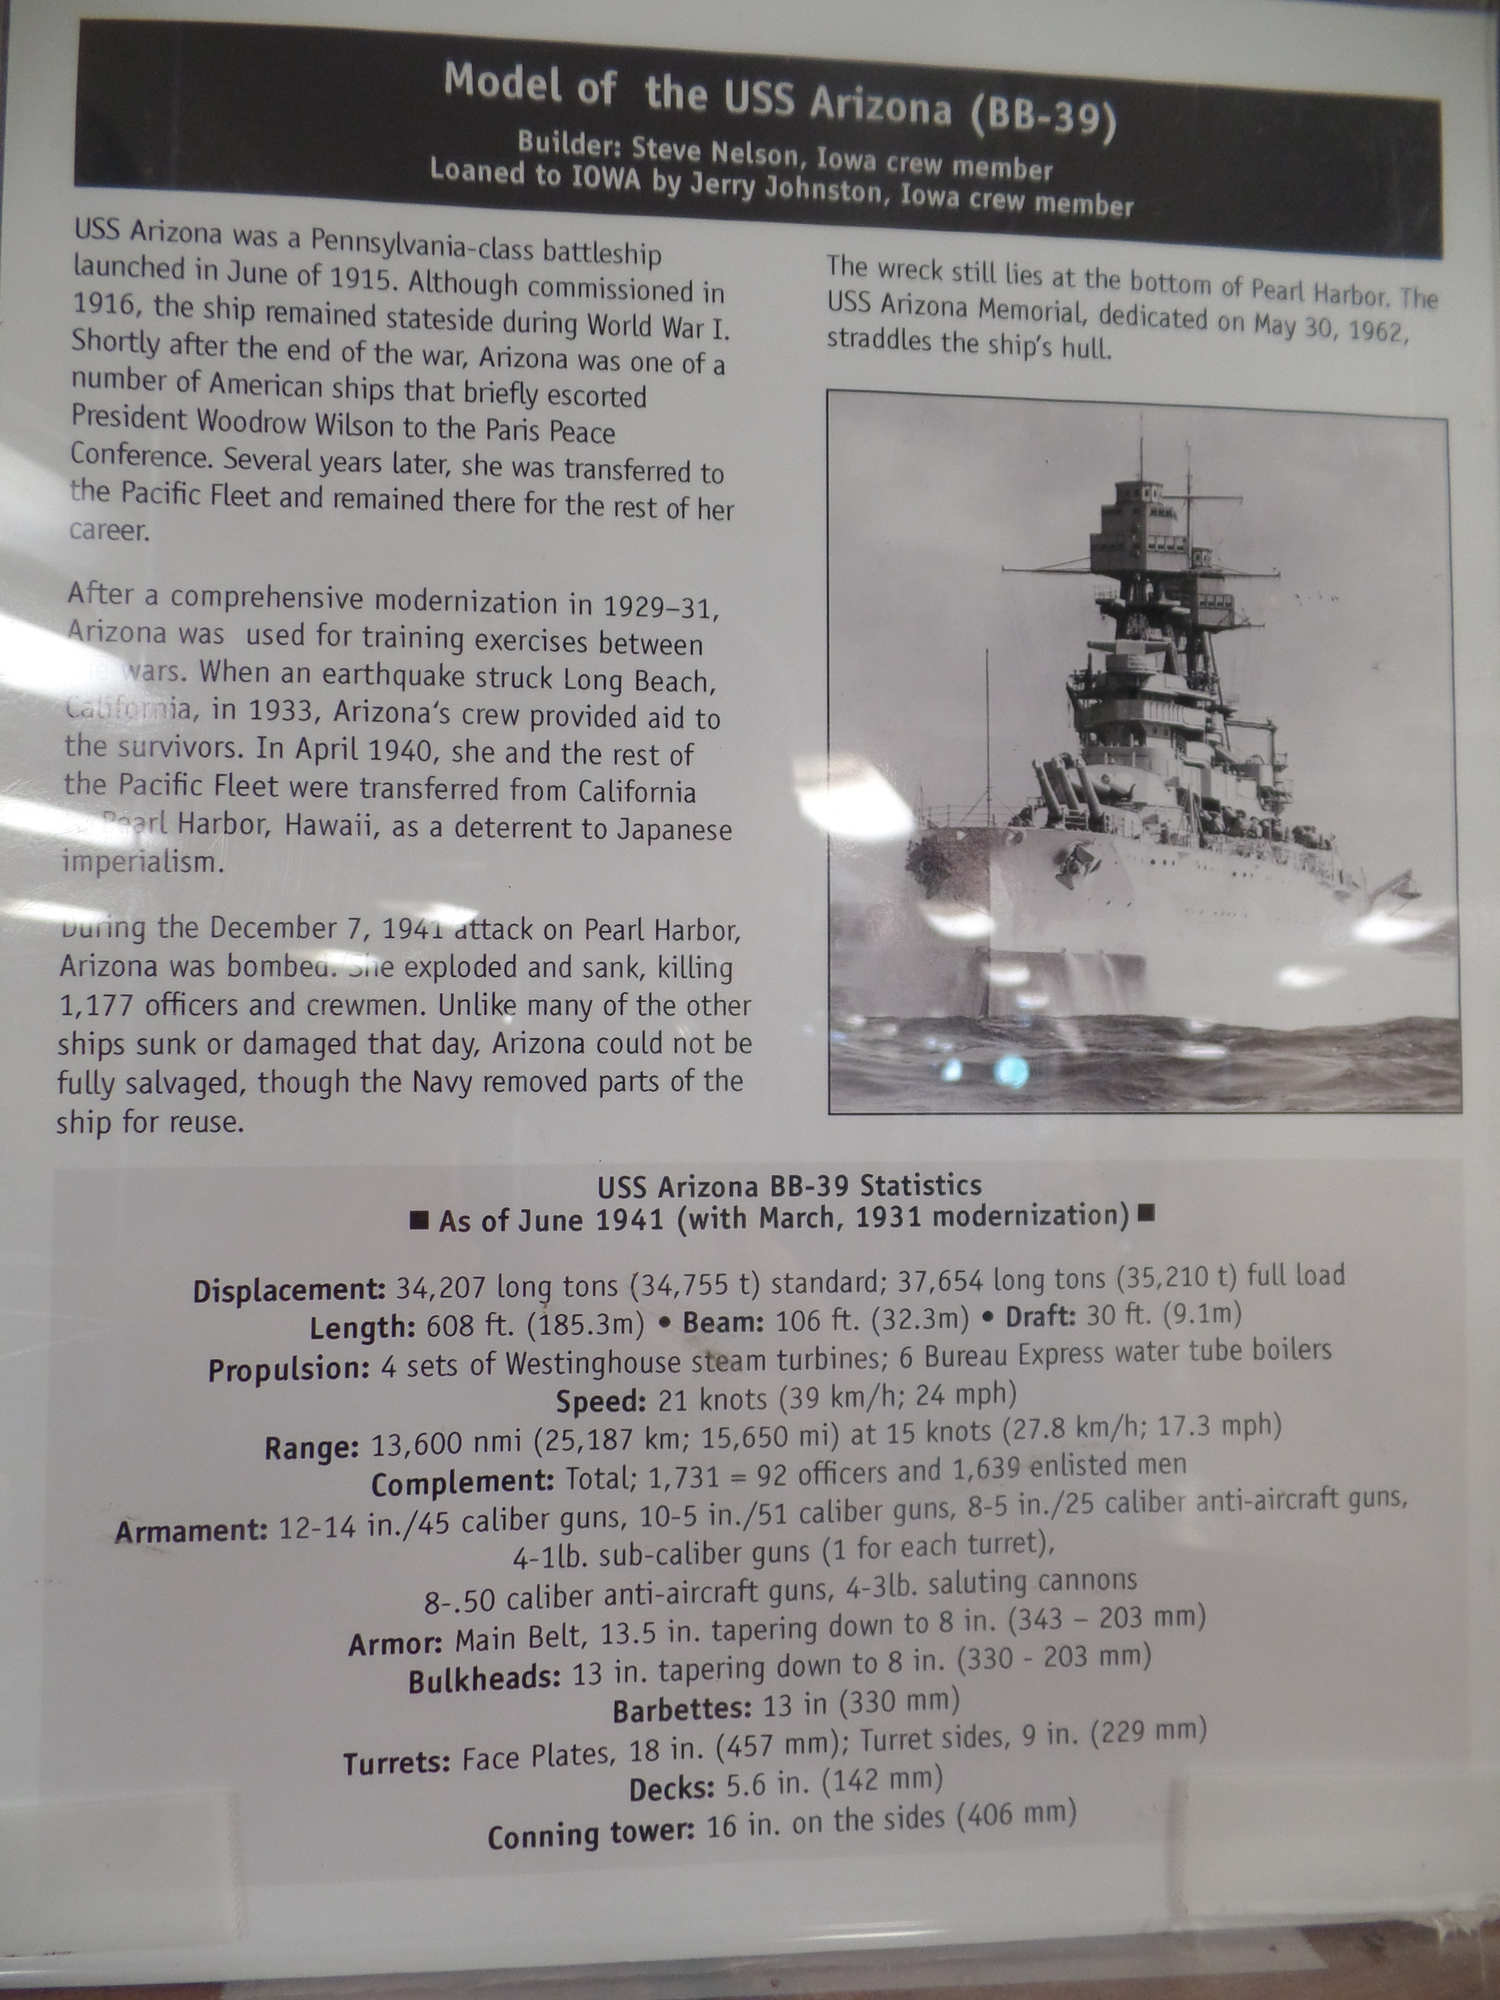 Model of the USS Arizona (BB-39)
Builder: Steve Nelson, Iowa crew member
Loaned to IOWA by Jerry Johnston, Iowa crew member
USS Arizona was a Pennsylvania-class battleship
launched in June of 1915. Although commissioned in
1916, the ship remained stateside during World War I.
Shortly after the end of the war, Arizona was one of a
number of American ships that briefly escorted
President Woodrow Wilson to the Paris Peace
Conference. Several years later, she was transferred to
the Pacific Fleet and remained there for the rest of her
career.
After a comprehensive modernization in 1929–31,
Arizona was used for training exercises between
the wars. When an earthquake struck Long Beach,
California, in 1933, Arizona's crew provided aid to
the survivors. In April 1940, she and the rest of
the Pacific Fleet were transferred from California
Pearl Harbor, Hawaii, as a deterrent to Japanese
imperialism.
During the December 7, 1941 attack on Pearl Harbor,
Arizona was bombed. She exploded and sank, killing
1,177 officers and crewmen. Unlike many of the other
ships sunk or damaged that day, Arizona could not be
fully salvaged, though the Navy removed parts of the
ship for reuse.
The wreck still lies at the bottom of Pearl Harbor. The
USS Arizona Memorial, dedicated on May 30, 1962,
straddles the ship's hull.
USS Arizona BB-39 Statistics
■ As of June 1941 (with March, 1931 modernization) ■
Displacement: 34,207 long tons (34,755 t) standard; 37,654 long tons (35,210 t) full load
Length: 608 ft. (185.3m) • Beam: 106 ft. (32.3m) • Draft: 30 ft. (9.1m)
Propulsion: 4 sets of Westinghouse steam turbines; 6 Bureau Express water tube boilers
Speed: 21 knots (39 km/h; 24 mph)
Range: 13,600 nmi (25,187 km; 15,650 mi) at 15 knots (27.8 km/h; 17.3 mph)
Complement: Total; 1,731 = 92 officers and 1,639 enlisted men
Armament: 12-14 in./45 caliber guns, 10-5 in./51 caliber guns, 8-5 in./25 caliber anti-aircraft guns,
4-1lb. sub-caliber guns (1 for each turret),
8-.50 caliber anti-aircraft guns, 4-3lb. saluting cannons
Armor: Main Belt, 13.5 in. tapering down to 8 in. (343 – 203 mm)
Bulkheads: 13 in. tapering down to 8 in. (330 - 203 mm)
Barbettes: 13 in (330 mm)
Turrets: Face Plates, 18 in. (457 mm); Turret sides, 9 in. (229 mm)
Decks: 5.6 in. (142 mm)
Conning tower: 16 in. on the sides (406 mm)